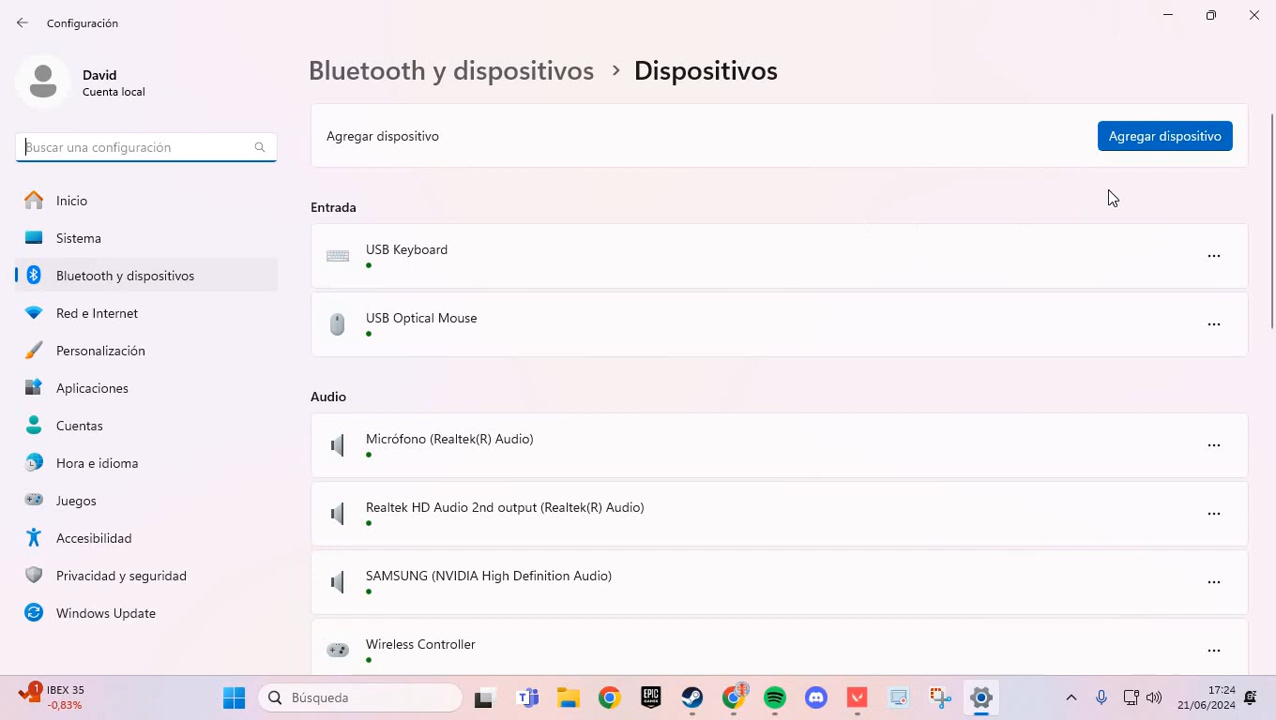 Configuración
David
Cuenta local
Buscar una configuración
Inicio
Sistema
Bluetooth y dispositivos
Red e Internet
Personalización
Aplicaciones
Cuentas
Hora e idioma
Juegos
Accesibilidad
Privacidad y seguridad
Windows Update
Bluetooth y dispositivos > Dispositivos
Agregar dispositivo Agregar dispositivo
Entrada
USB Keyboard
USB Optical Mouse
Audio
Micrófono (Realtek(R) Audio)
Realtek HD Audio 2nd output (Realtek(R) Audio)
SAMSUNG (NVIDIA High Definition Audio)
Wireless Controller
1 IBEX 35
-0,83%
Búsqueda
EPIC
GAMES
17:24
21/06/2024